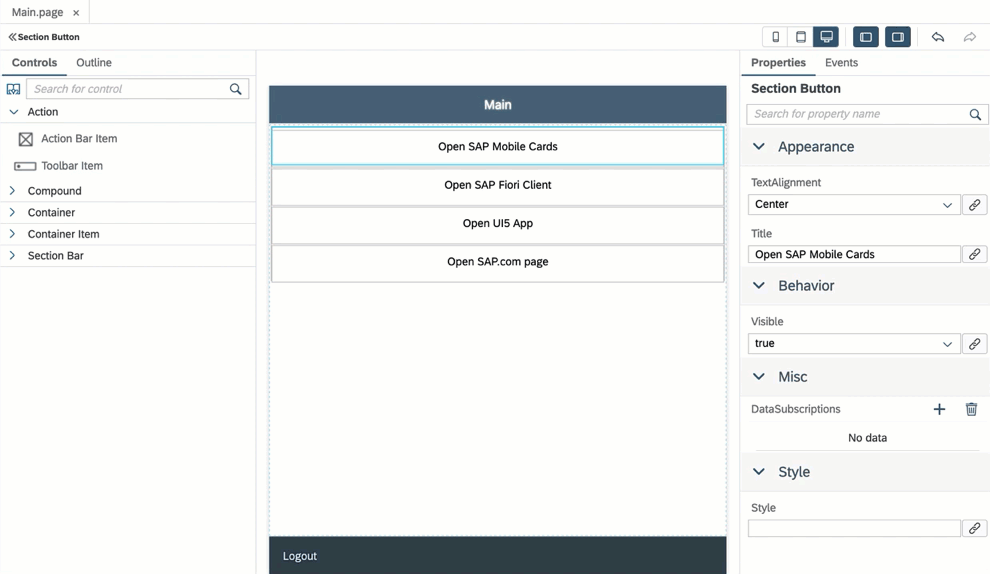 Main.page ×
Section Button
Controls Outline
Search for control
Action
Action Bar Item
Toolbar Item
Compound
Container
Container Item
Section Bar
Main
Open SAP Mobile Cards
Open SAP Fiori Client
Open UI5 App
Open SAP.com page
Logout
Properties Events
Section Button
Search for property name
Appearance
TextAlignment
Center
Title
Open SAP Mobile Cards
Behavior
Visible
true
Misc
DataSubscriptions
No data
Style
Style